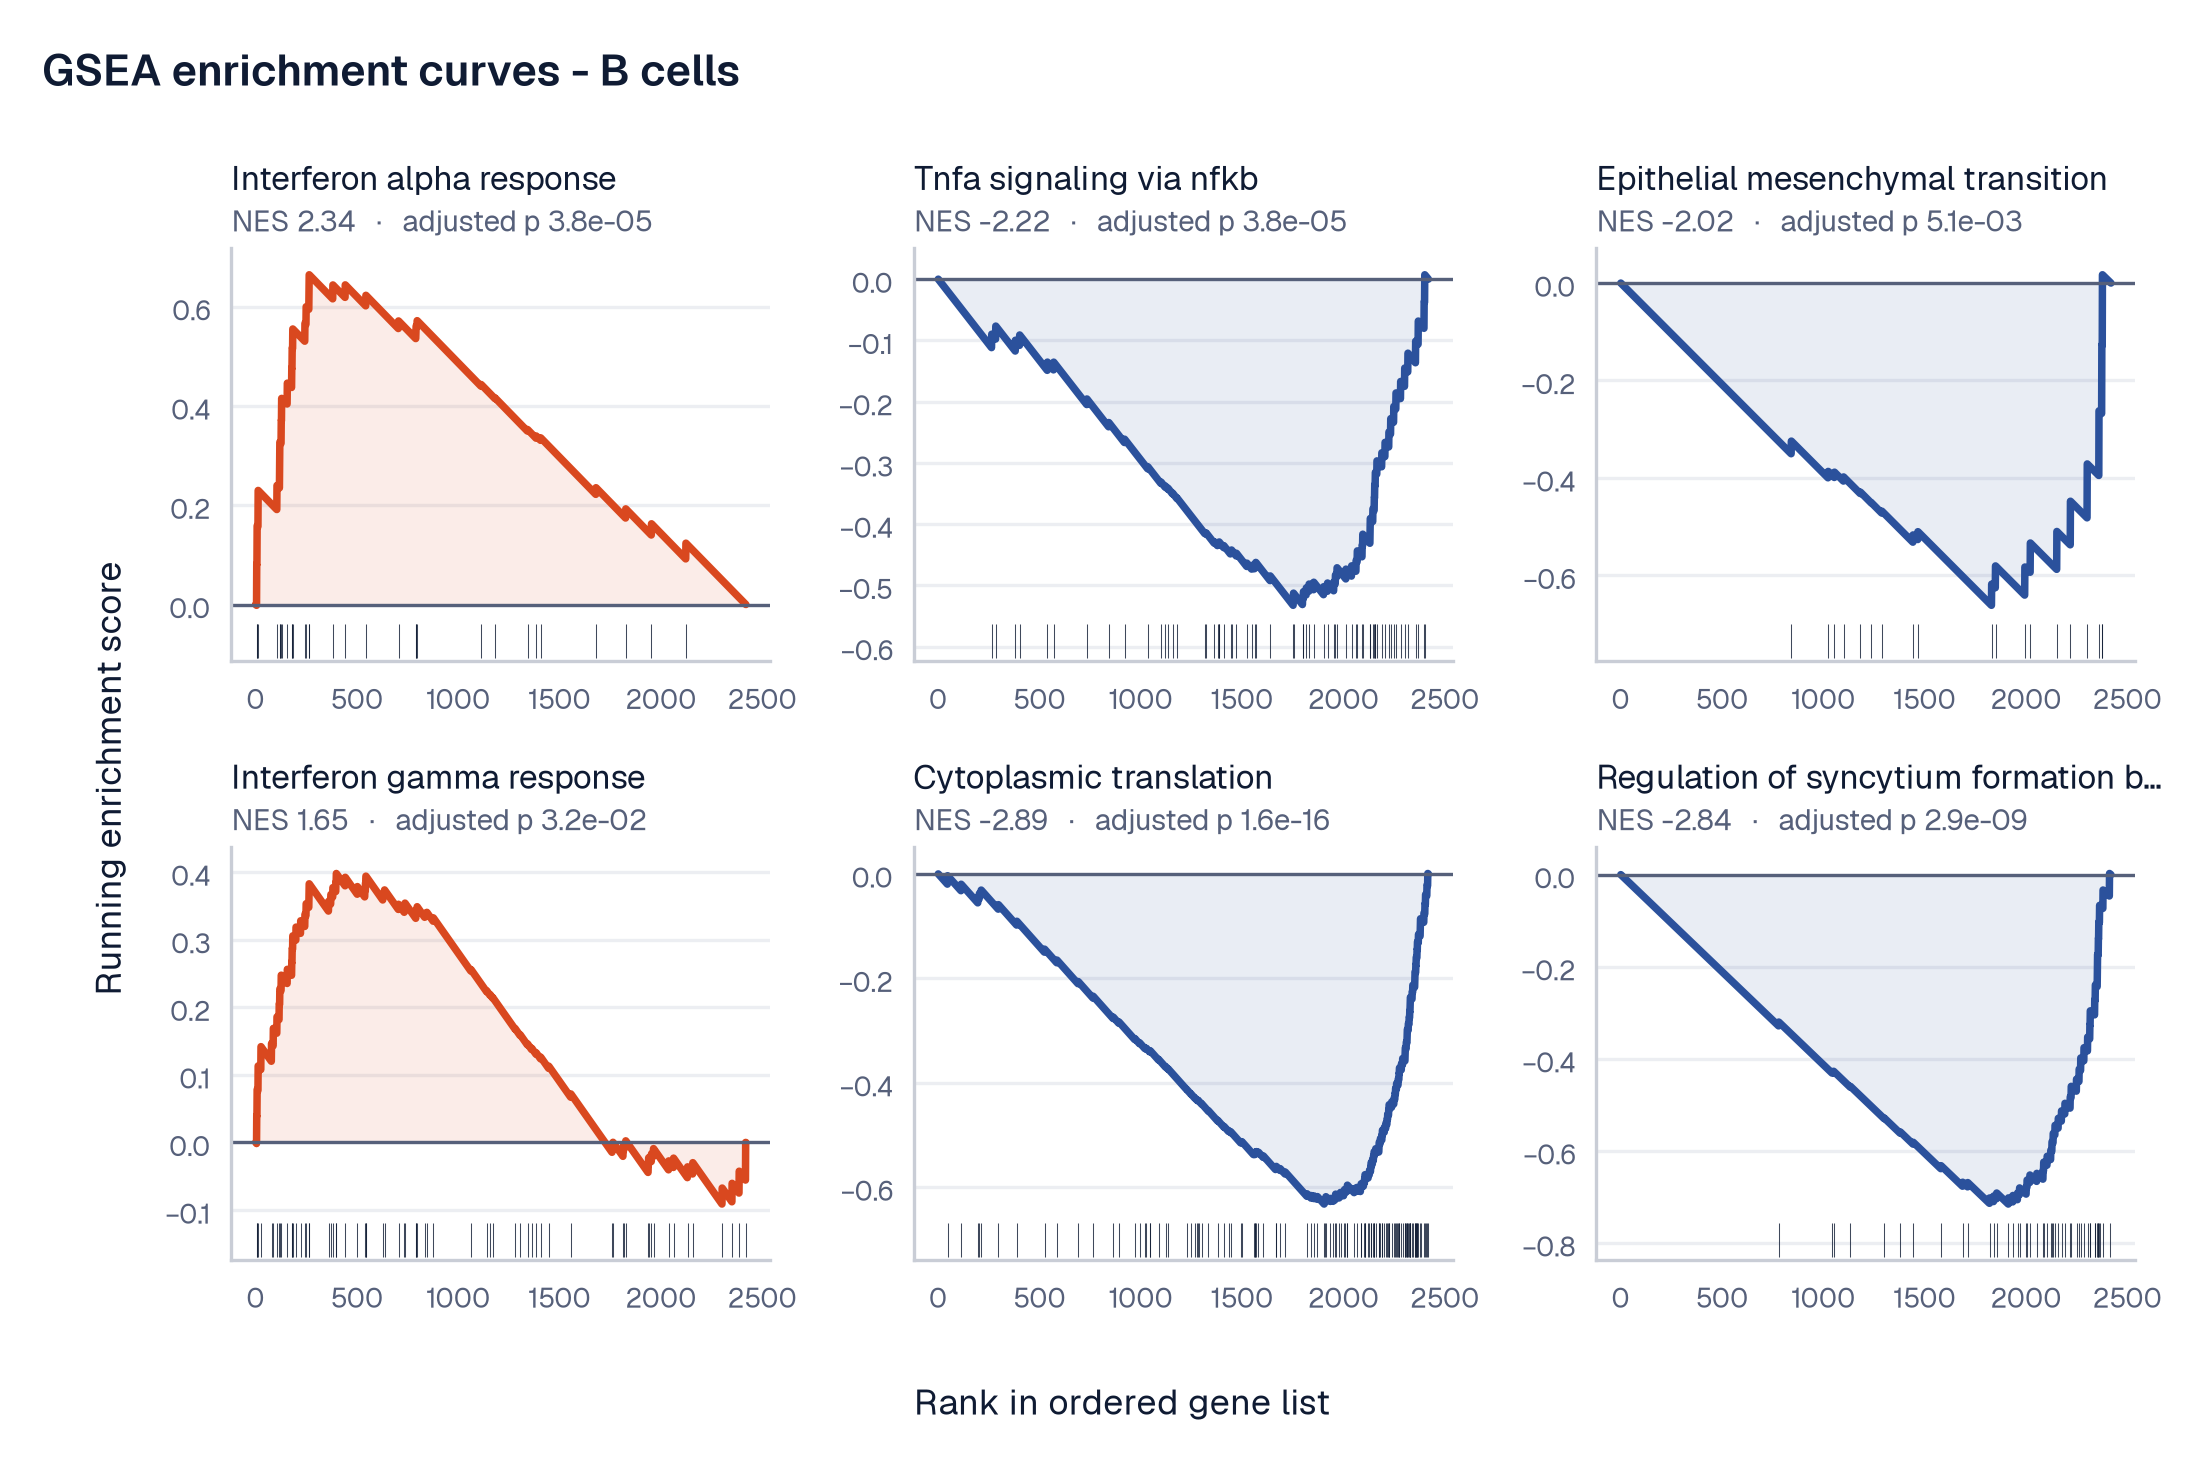 GSEA enrichment curves - B cells
Running enrichment score
Interferon alpha response
NES 2.34 · adjusted p 3.8e-05
0.6
0.4
0.2
0.0
0 500 1000 1500 2000 2500
Tnfa signaling via nfkb
NES -2.22 · adjusted p 3.8e-05
0.0
−0.1
−0.2
−0.3
−0.4
−0.5
−0.6
0 500 1000 1500 2000 2500
Epithelial mesenchymal transition
NES -2.02 · adjusted p 5.1e-03
0.0
−0.2
−0.4
−0.6
0 500 1000 1500 2000 2500
Interferon gamma response
NES 1.65 · adjusted p 3.2e-02
0.4
0.3
0.2
0.1
0.0
−0.1
0 500 1000 1500 2000 2500
Cytoplasmic translation
NES -2.89 · adjusted p 1.6e-16
0.0
−0.2
−0.4
−0.6
0 500 1000 1500 2000 2500
Regulation of syncytium formation b...
NES -2.84 · adjusted p 2.9e-09
0.0
−0.2
−0.4
−0.6
−0.8
0 500 1000 1500 2000 2500
Rank in ordered gene list